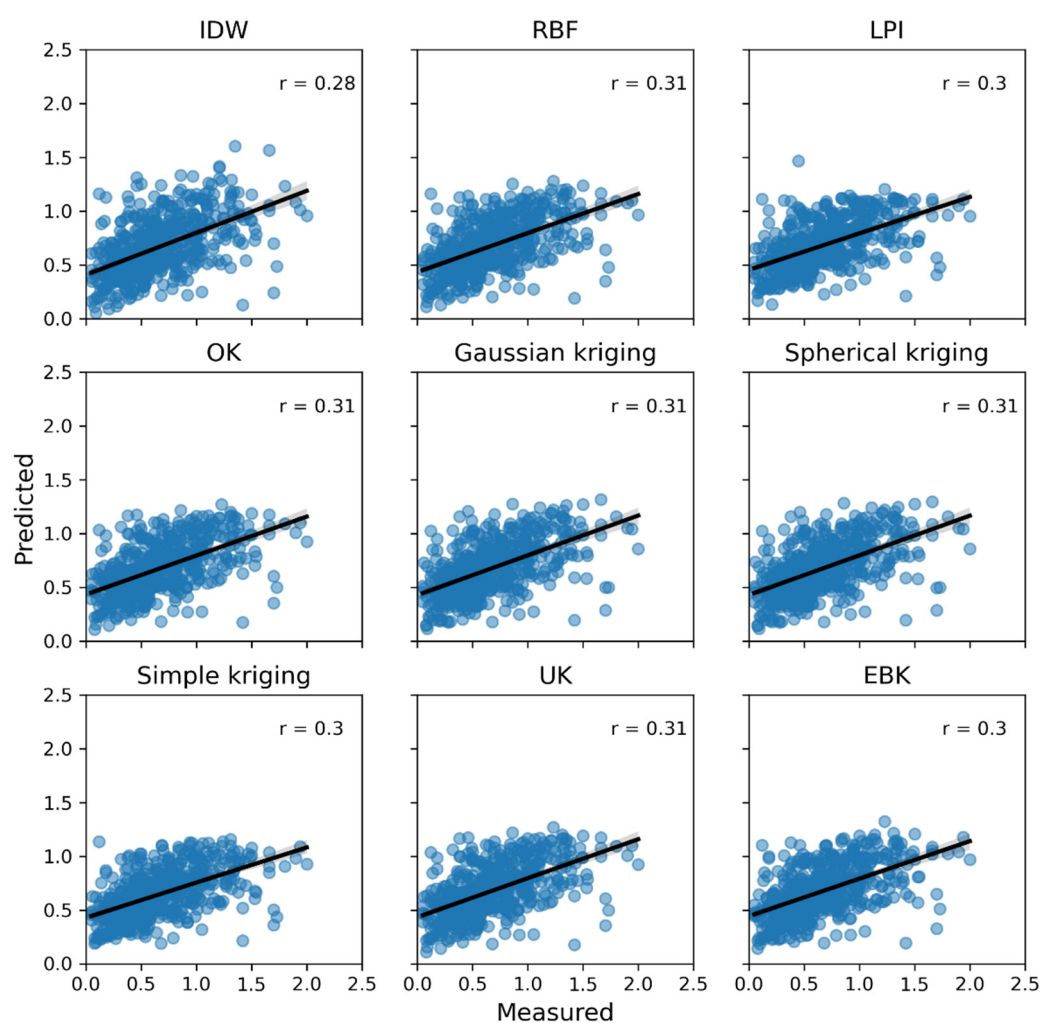 IDW RBF LPI
2.5
2.0
1.5
1.0
0.5
0.0
r = 0.28 r = 0.31 r = 0.3
OK Gaussian kriging Spherical kriging
2.5
2.0
1.5
1.0
0.5
0.0
r = 0.31 r = 0.31 r = 0.31
Predicted
Simple kriging UK EBK
2.5
2.0
1.5
1.0
0.5
0.0
r = 0.3 r = 0.31 r = 0.3
0.0 0.5 1.0 1.5 2.0 2.5 0.0 0.5 1.0 1.5 2.0 2.5 0.0 0.5 1.0 1.5 2.0 2.5
Measured